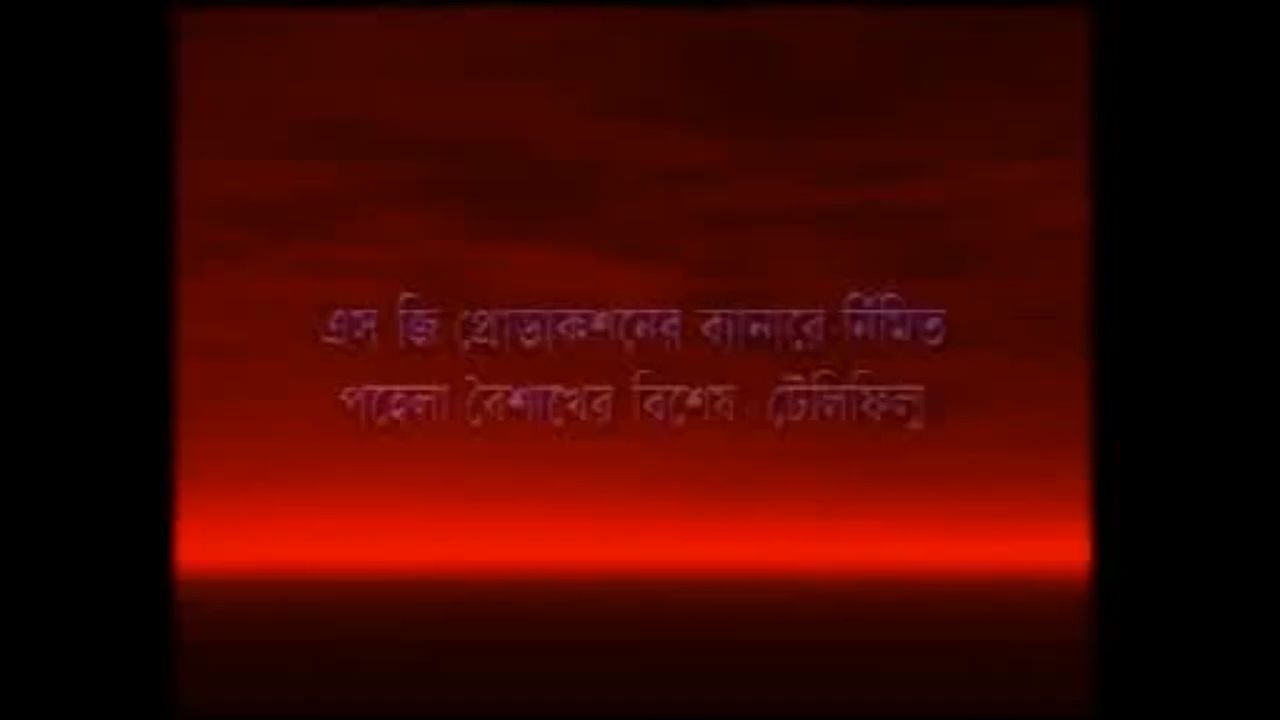 এস জি প্রোডাকশনের ব্যানারে নির্মিত
পহেলা বৈশাখের বিশেষ টেলিফিল্ম